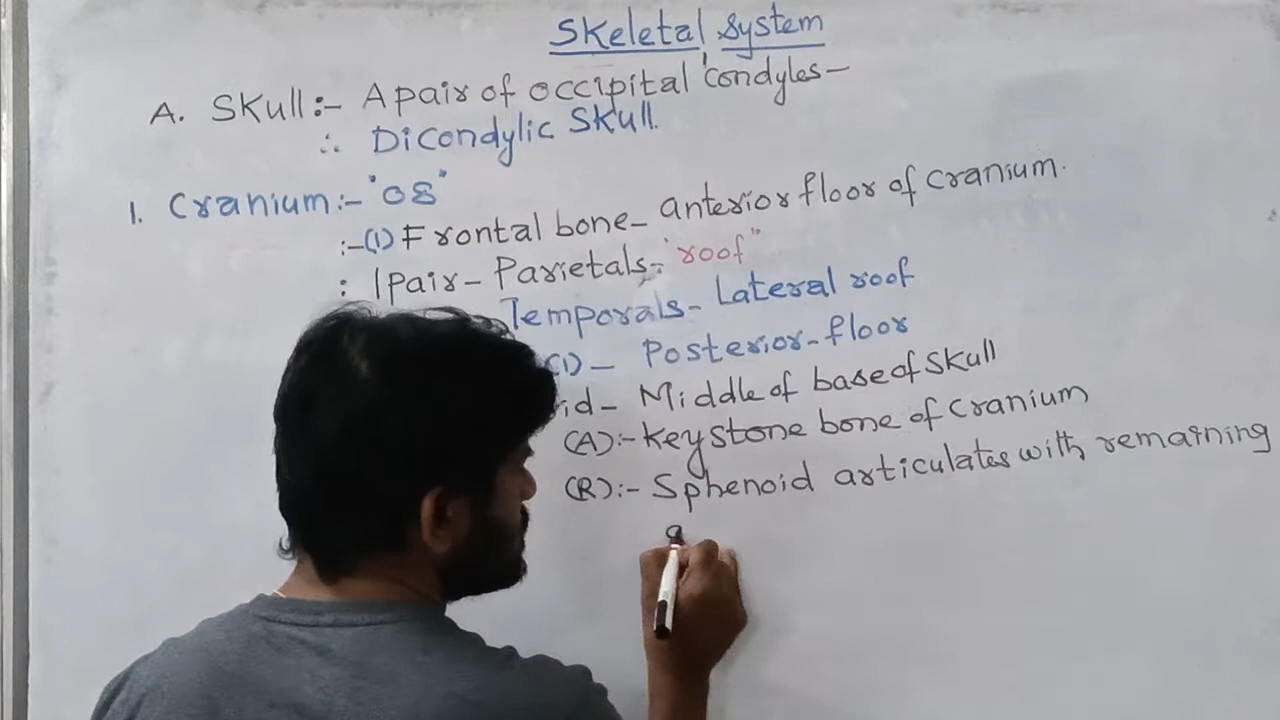 Skeletal System
A. Skull:- A pair of occipital condyles-
∴ Dicondylic Skull.
1. Cranium:- "08"
:-(1) Frontal bone- anterior floor of cranium.
: 1pair- Parietals- "roof"
Temporals- Lateral roof
(1)- Posterior-floor
id- Middle of base of skull
(A):- keystone bone of cranium
(R):- Sphenoid articulates with remaining
a